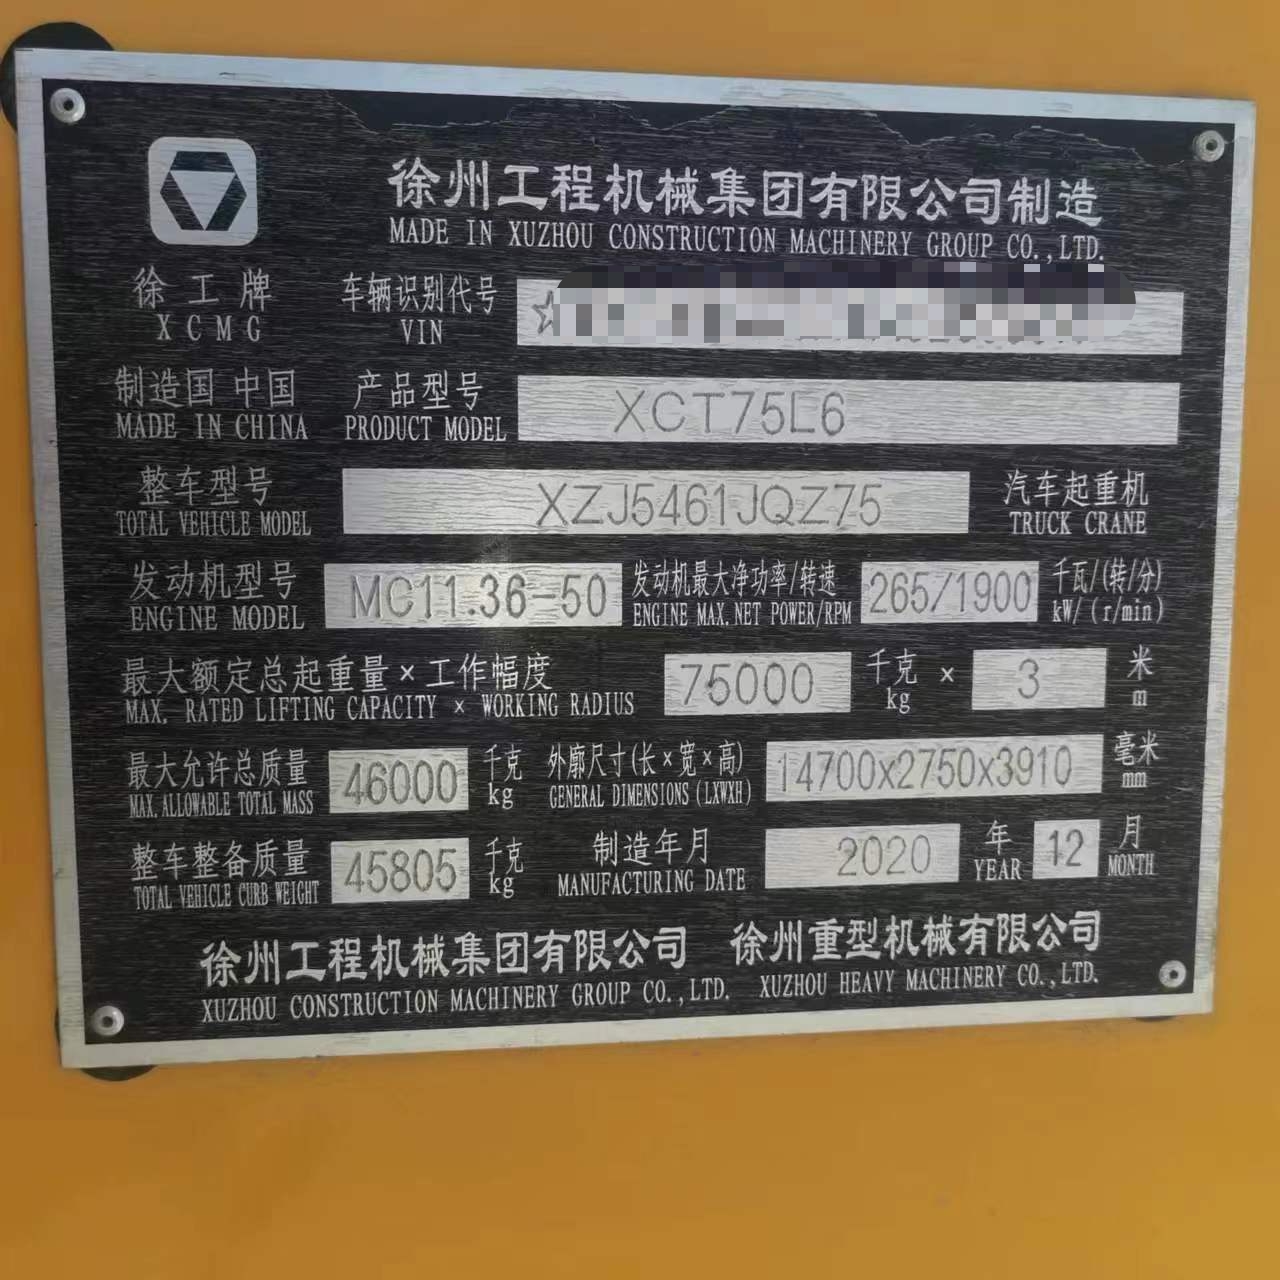 徐州工程机械集团有限公司制造
MADE IN XUZHOU CONSTRUCTION MACHINERY GROUP CO.,LTD.
徐工牌 车辆识别代号 ☆
XCMG VIN
制造国 中国 产品型号 XCT75L6
MADE IN CHINA PRODUCT MODEL
整车型号 XZJ5461JQZ75 汽车起重机
TOTAL VEHICLE MODEL TRUCK CRANE
发动机型号 MC11.36-50 发动机最大净功率/转速 265/1900 千瓦/(转/分)
ENGINE MODEL ENGINE MAX. NET POWER/RPM kW/(r/min)
最大额定总起重量×工作幅度 75000 千克 × 3 米
MAX. RATED LIFTING CAPACITY × WORKING RADIUS kg m
最大允许总质量 46000 千克 外廓尺寸(长×宽×高) 14700x2750x3910 毫米
MAX. ALLOWABLE TOTAL MASS kg GENERAL DIMENSIONS (LXWXH) mm
整车整备质量 45805 千克 制造年月 2020 年 12 月
TOTAL VEHICLE CURB WEIGHT kg MANUFACTURING DATE YEAR MONTH
徐州工程机械集团有限公司 徐州重型机械有限公司
XUZHOU CONSTRUCTION MACHINERY GROUP CO.,LTD. XUZHOU HEAVY MACHINERY CO.,LTD.